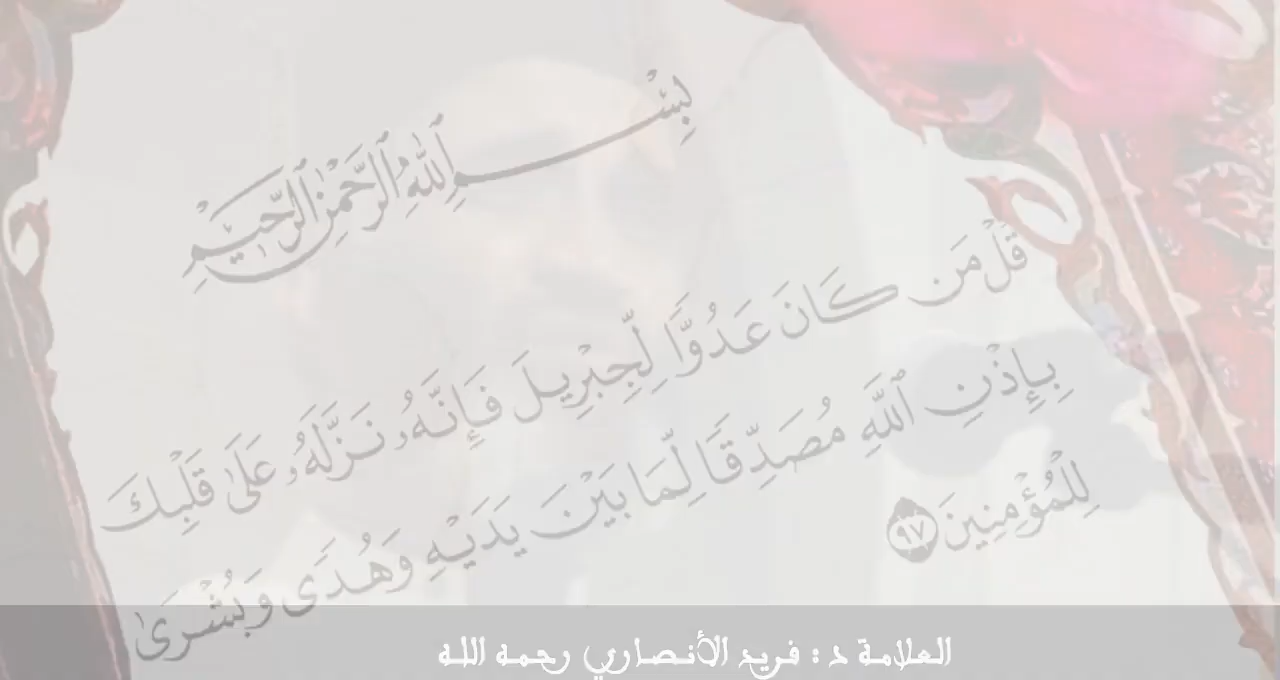 بِسْمِ ٱللَّهِ ٱلرَّحْمَٰنِ ٱلرَّحِيمِ
قُلْ مَن كَانَ عَدُوًّا لِّجِبْرِيلَ فَإِنَّهُۥ نَزَّلَهُۥ عَلَىٰ قَلْبِكَ
بِإِذْنِ ٱللَّهِ مُصَدِّقًا لِّمَا بَيْنَ يَدَيْهِ وَهُدًى وَبُشْرَىٰ
لِلْمُؤْمِنِينَ ٩٧
العلامة د : فريد الأنصاري رحمه الله